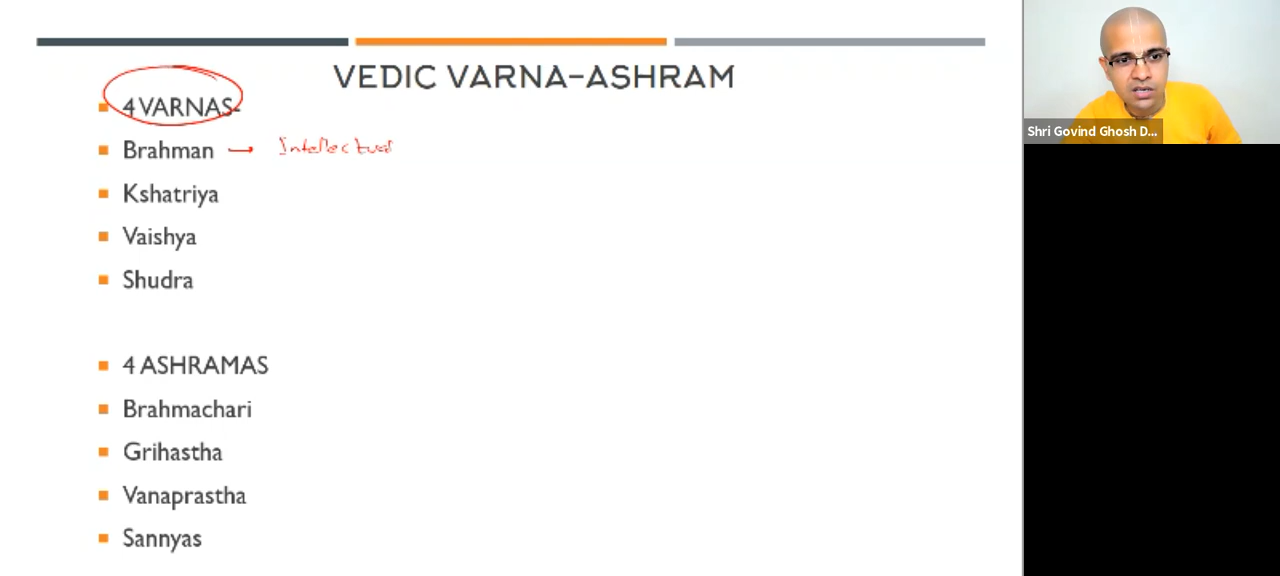 VEDIC VARNA-ASHRAM
4 VARNAS-
Brahman → Intellectual
Kshatriya
Vaishya
Shudra
4 ASHRAMAS
Brahmachari
Grihastha
Vanaprastha
Sannyas
Shri Govind Ghosh D...